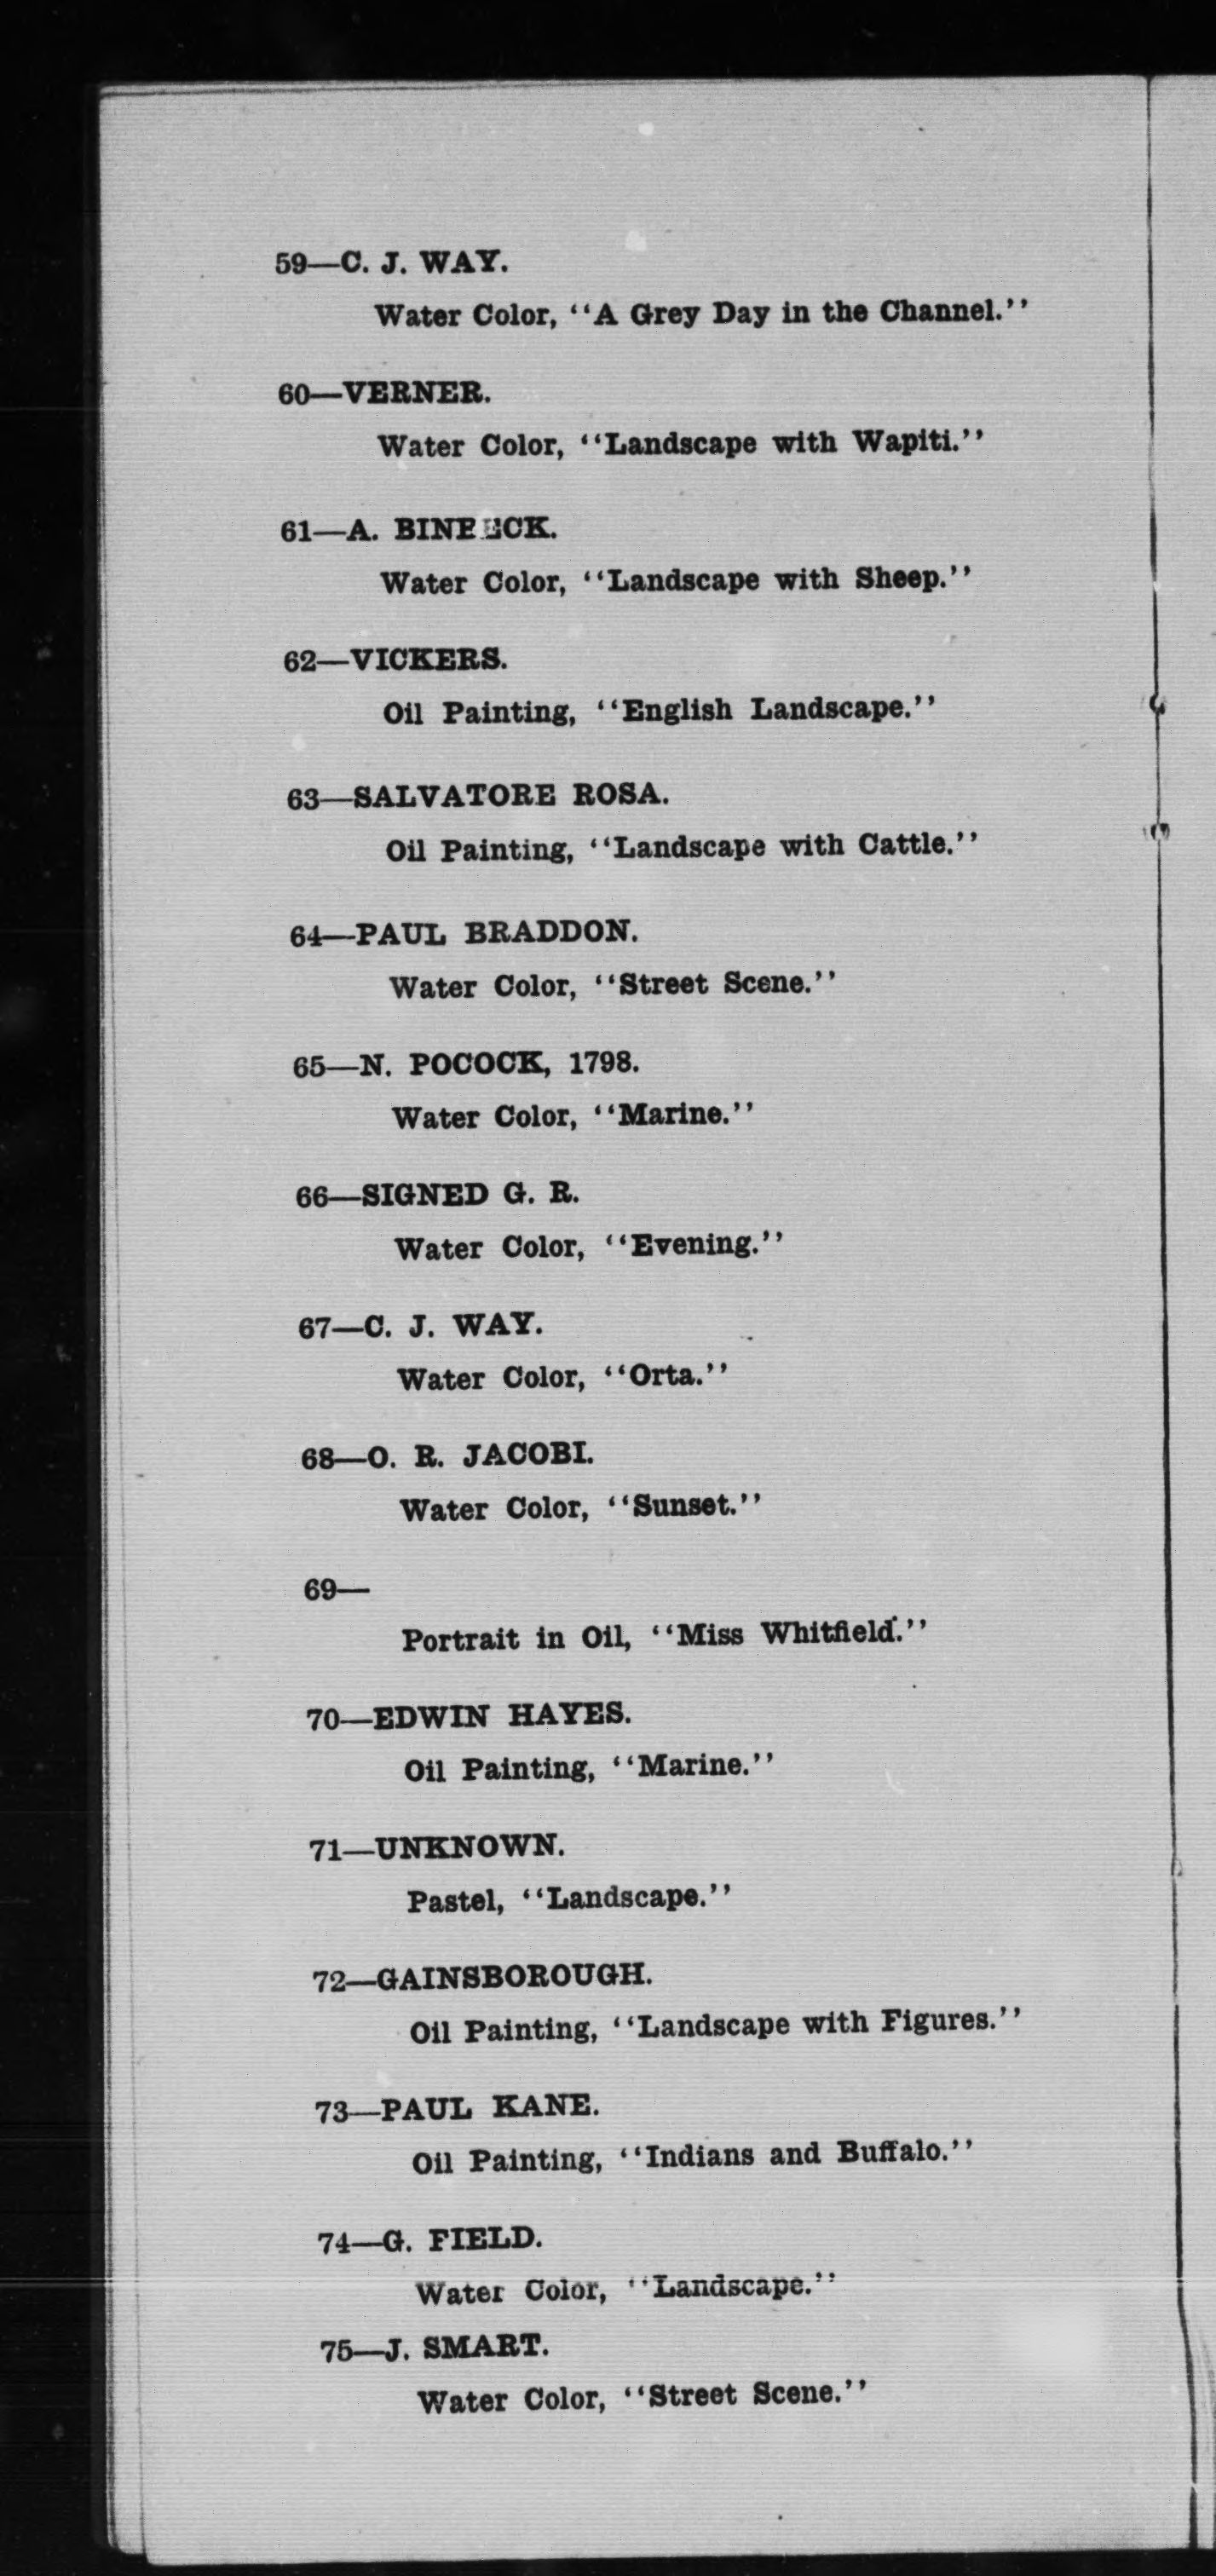 59—C. J. WAY.
Water Color, ‘‘A Grey Day in the Channel.’’
60—VERNER.
Water Color, ‘‘Landscape with Wapiti.’’
61—A.
Water Color, ‘‘Landscape with Sheep.’’
62—VICKERS.
Oil Painting, ‘‘English Landscape.’’
63—SALVATORE ROSA.
Oil Painting, ‘‘Landscape with Cattle.’’
64—PAUL BRADDON.
Water Color, ‘‘Street Scene.’’
65—N. POCOCK, 1798.
Water Color, ‘‘Marine.’’
66—SIGNED G. R.
Water Color, ‘‘Evening.’’
67—C. J. WAY.
Water Color, ‘‘Orta.’’
68—O. R. JACOBI.
Water Color, ‘‘Sunset.’’
69—
Portrait in Oil, ‘‘Miss Whitfield.’’
70—EDWIN HAYES.
Oil Painting, ‘‘Marine.’’
71—UNKNOWN.
Pastel, ‘‘Landscape.’’
72—GAINSBOROUGH.
Oil Painting, ‘‘Landscape with Figures.’’
73—PAUL KANE.
Oil Painting, ‘‘Indians and Buffalo.’’
74—G. FIELD.
Water Color, ‘‘Landscape.’’
75—J. SMART.
Water Color, ‘‘Street Scene.’’